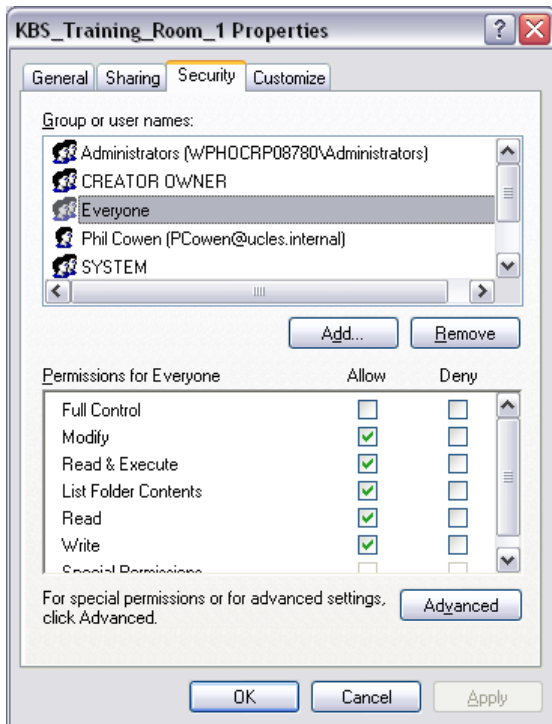 KBS_Training_Room_1 Properties
General Sharing Security Customize
Group or user names:
Administrators (WPHOCRP08780\Administrators)
CREATOR OWNER
Everyone
Phil Cowen (PCowen@ucles.internal)
SYSTEM
Add... Remove
Permissions for Everyone Allow Deny
Full Control
Modify
Read & Execute
List Folder Contents
Read
Write
Special Permissions
For special permissions or for advanced settings, Advanced
click Advanced.
OK Cancel Apply